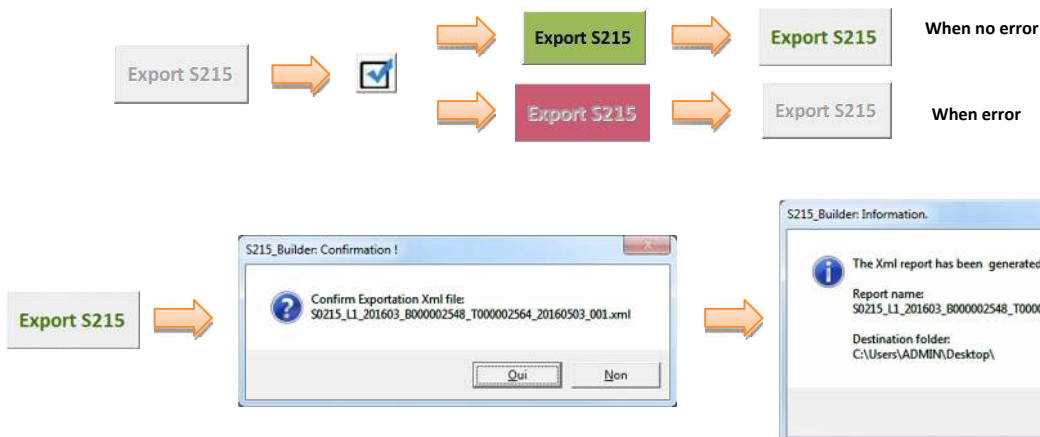 Export S215
Export S215
Export S215
When no error
Export S215
Export S215
When error
S215_Builder: Confirmation !
Confirm Exportation Xml file:
S0215_L1_201603_B000002548_T000002564_20160503_001.xml
Oui
Non
Export S215
S215_Builder: Information.
The Xml report has been generated
Report name:
S0215_L1_201603_B000002548_T0000
Destination folder:
C:\Users\ADMIN\Desktop\